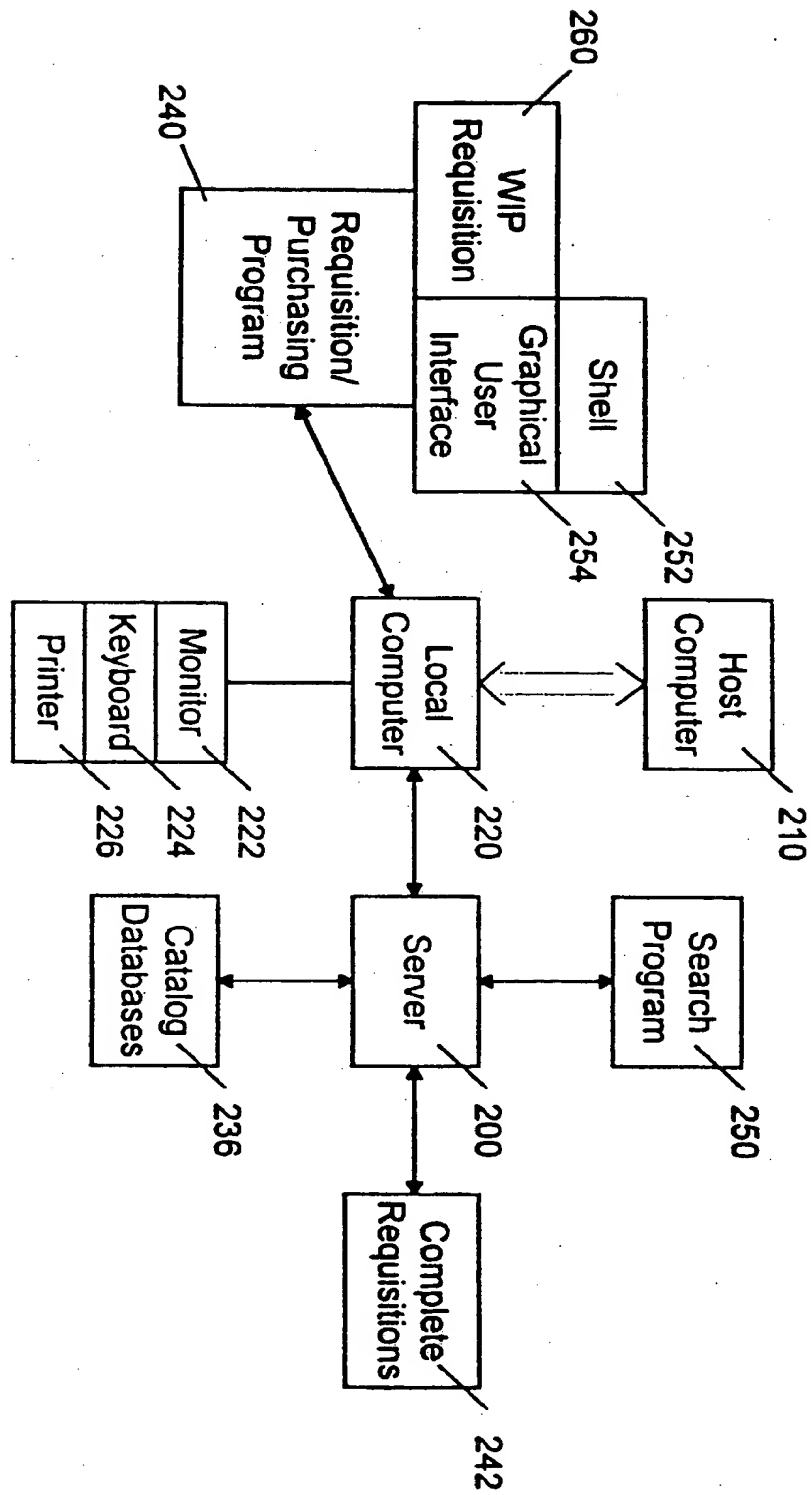 260
WIP
Requisition
Shell
252
Graphical
User
Interface
254
240
Requisition/
Purchasing
Program
Host
Computer
210
Local
Computer
220
Monitor
222
Keyboard
224
Printer
226
Search
Program
250
Server
200
Catalog
Databases
236
Complete
Requisitions
242